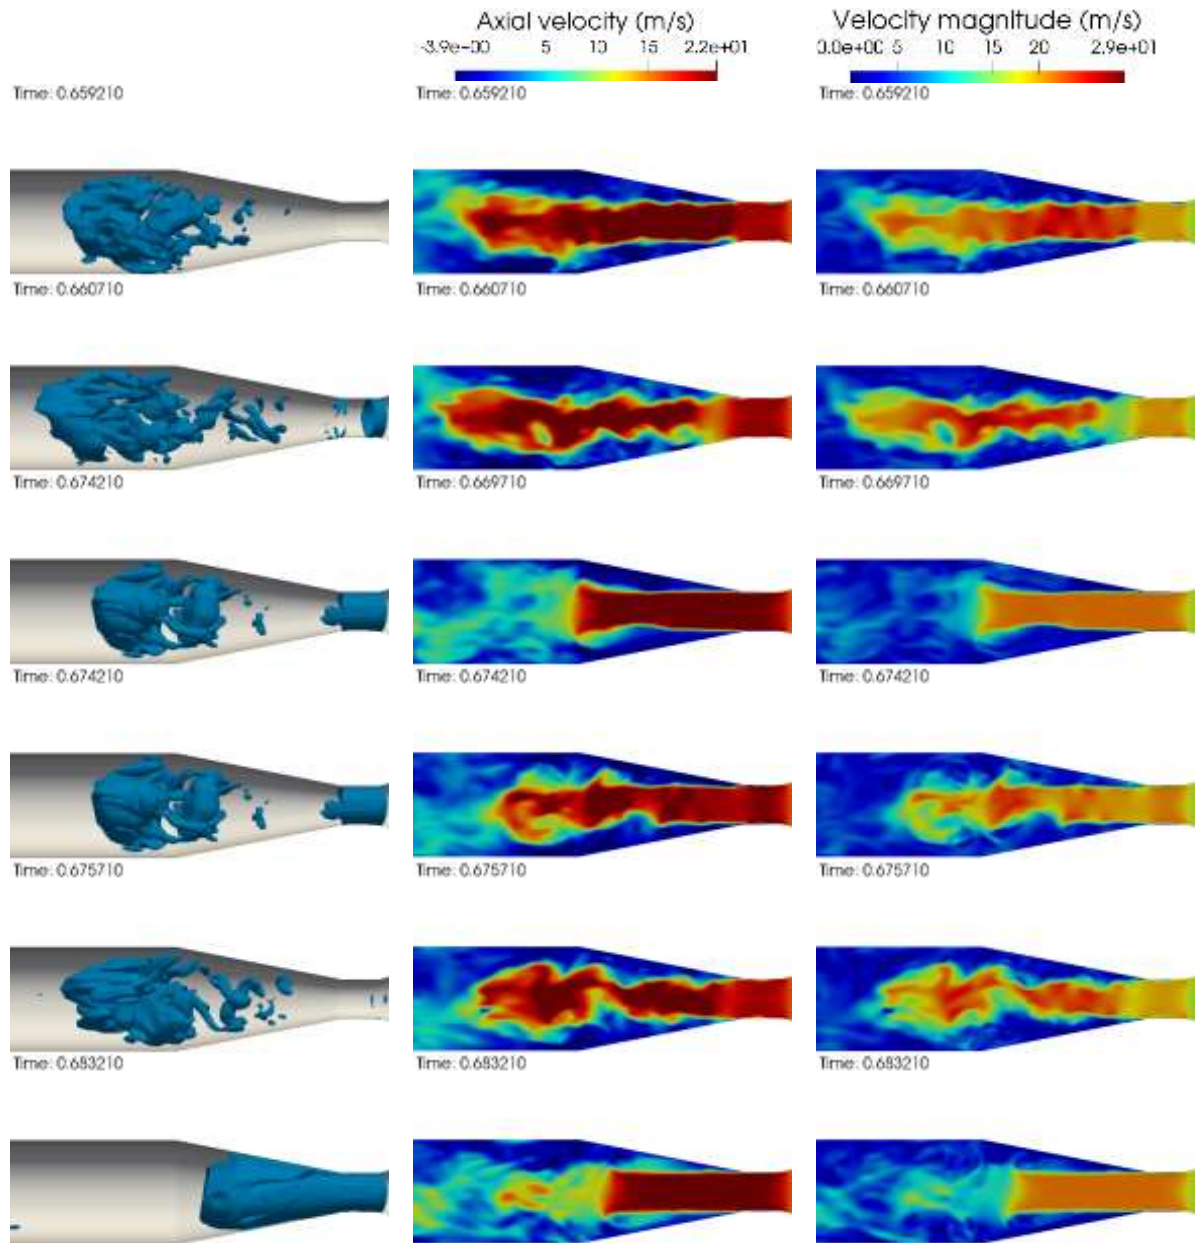 Axial velocity (m/s) Velocity magnitude (m/s)
-3.9e+00 5 10 15 2.2e+01 0.0e+00 5 10 15 20 2.9e+01
Time: 0.659210 Time: 0.659210 Time: 0.659210
Time: 0.660710 Time: 0.660710 Time: 0.660710
Time: 0.674210 Time: 0.669710 Time: 0.669710
Time: 0.674210 Time: 0.674210 Time: 0.674210
Time: 0.675710 Time: 0.675710 Time: 0.675710
Time: 0.683210 Time: 0.683210 Time: 0.683210